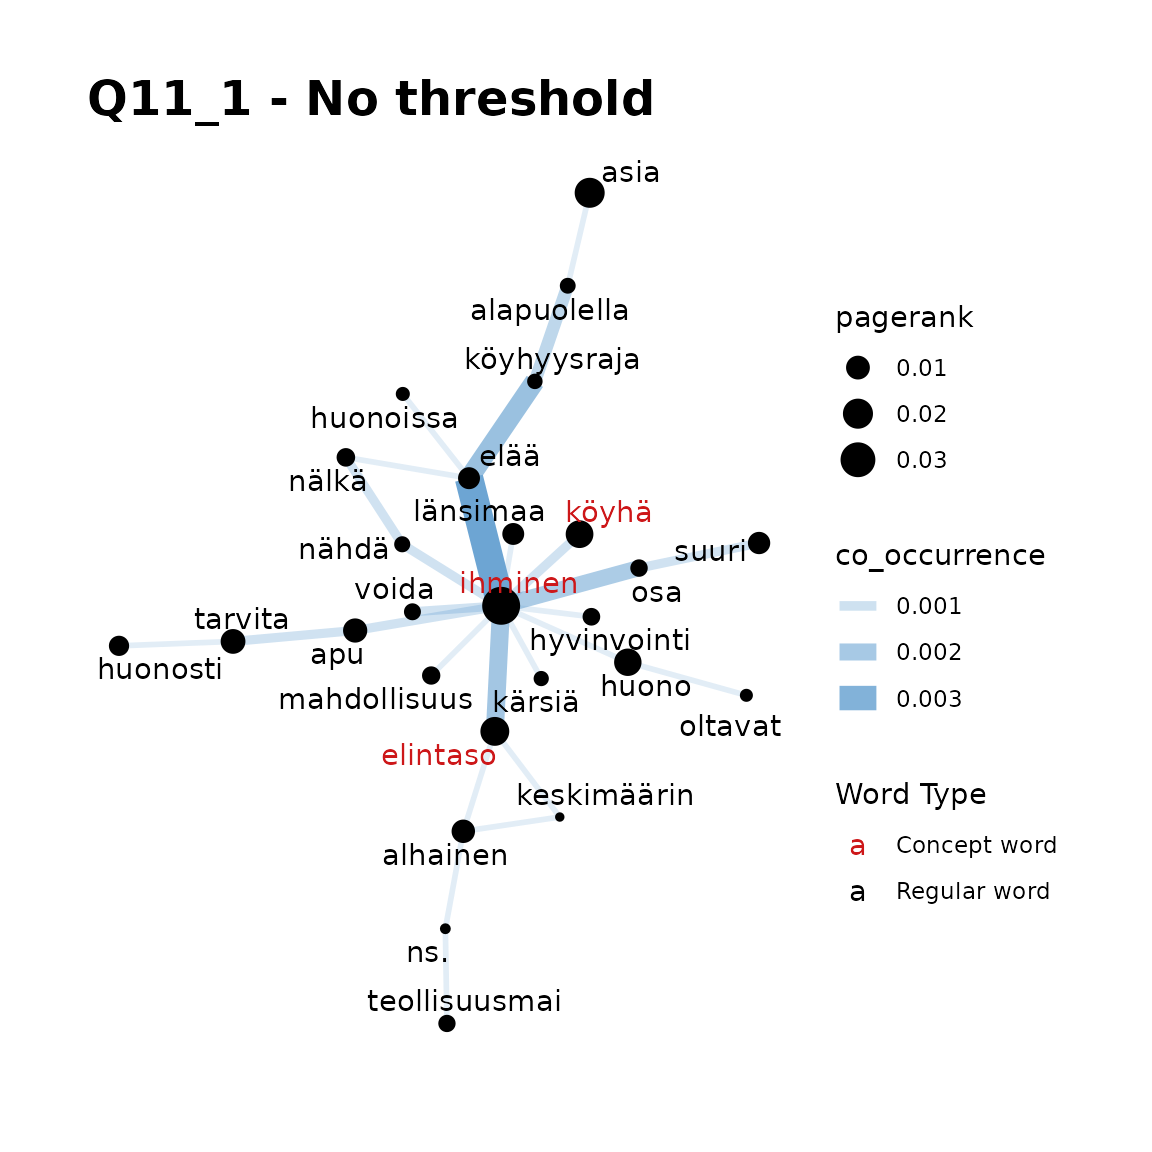 Q11_1 - No threshold
asia
alapuolella
köyhyysraja
huonoissa
elää
nälkä
länsimaa
köyhä
nähdä
suuri
ihminen
voida
osa
tarvita
hyvinvointi
apu
huonosti
huono
mahdollisuus
kärsiä
oltavat
elintaso
keskimäärin
alhainen
ns.
teollisuusmai
pagerank
0.01
0.02
0.03
co_occurrence
0.001
0.002
0.003
Word Type
a Concept word
a Regular word